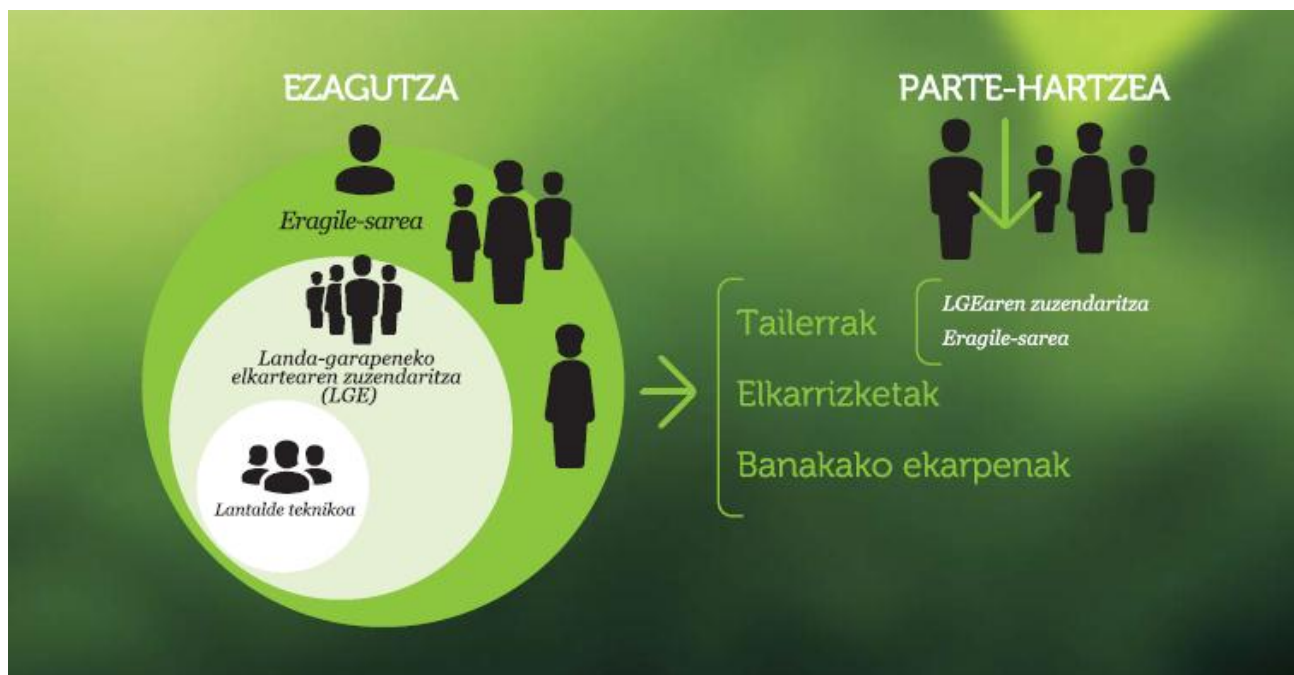 EZAGUTZA
Eragile-sarea
Landa-garapeneko
elkartearen zuzendaritza
(LGE)
Lantalde teknikoa
PARTE-HARTZEA
Tailerrak
LGEaren zuzendaritza
Eragile-sarea
Elkarrizketak
Banakako ekarpenak